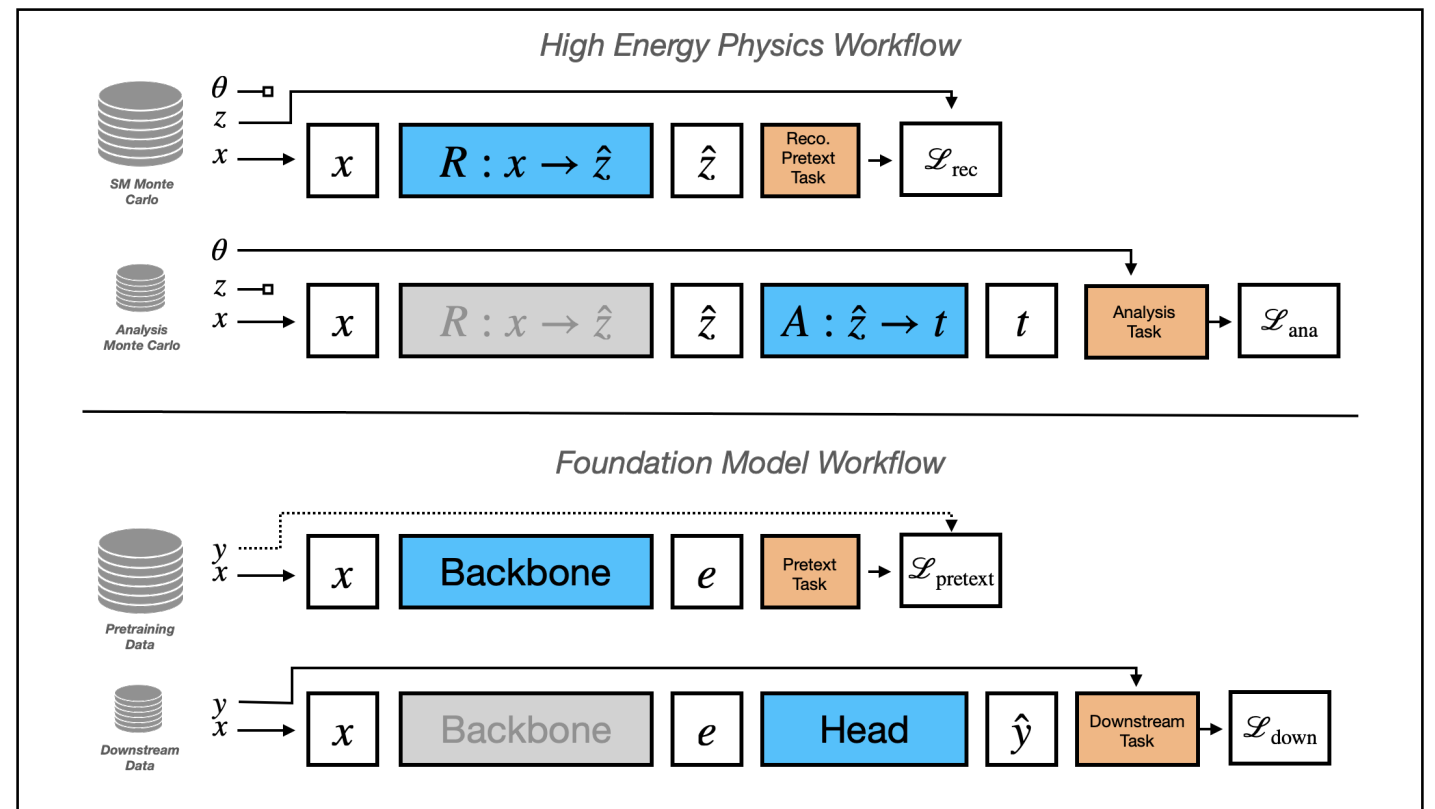 High Energy Physics Workflow
θ
z
x
SM Monte
Carlo
x
R : x → ẑ
ẑ
Reco.
Pretext
Task
ℒrec
θ
z
x
Analysis
Monte Carlo
x
R : x → ẑ
ẑ
A : ẑ → t
t
Analysis
Task
ℒana
Foundation Model Workflow
y
x
Pretraining
Data
x
Backbone
e
Pretext
Task
ℒpretext
y
x
Downstream
Data
x
Backbone
e
Head
ŷ
Downstream
Task
ℒdown